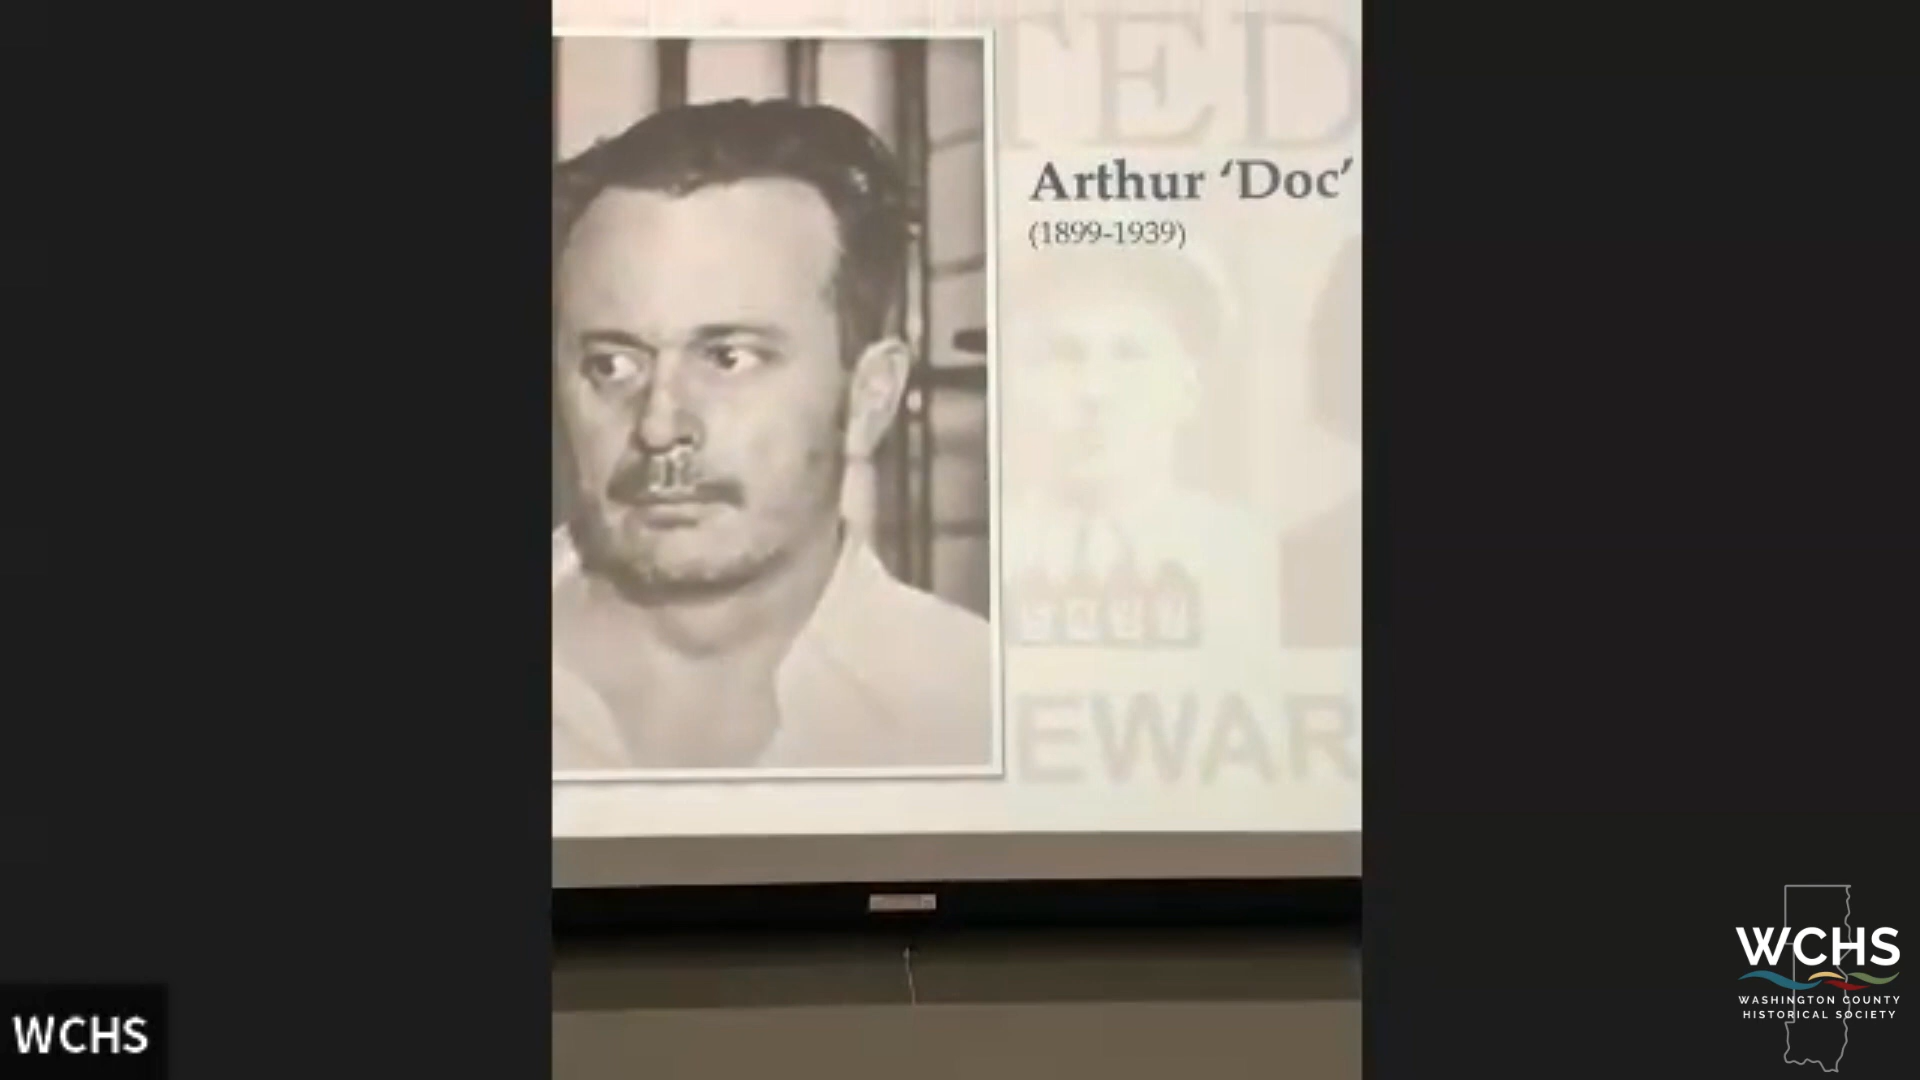 TED
Arthur ‘Doc’
(1899-1939)
EWAR
WCHS
WCHS
WASHINGTON COUNTY
HISTORICAL SOCIETY